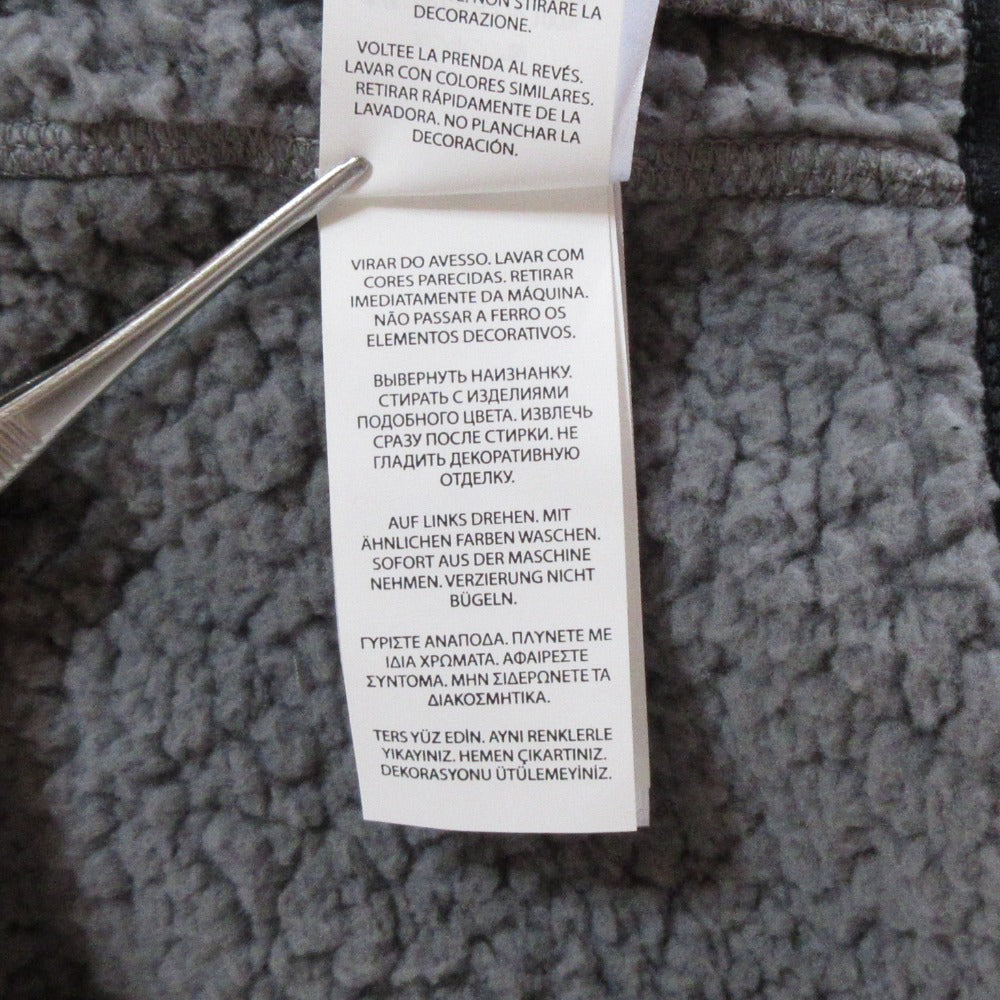 NON STIRARE LA
DECORAZIONE.
VOLTEE LA PRENDA AL REVÉS.
LAVAR CON COLORES SIMILARES.
RETIRAR RÁPIDAMENTE DE LA
LAVADORA. NO PLANCHAR LA
DECORACIÓN.
VIRAR DO AVESSO. LAVAR COM
CORES PARECIDAS. RETIRAR
IMEDIATAMENTE DA MÁQUINA.
NÃO PASSAR A FERRO OS
ELEMENTOS DECORATIVOS.
ВЫВЕРНУТЬ НАИЗНАНКУ.
СТИРАТЬ С ИЗДЕЛИЯМИ
ПОДОБНОГО ЦВЕТА. ИЗВЛЕЧЬ
СРАЗУ ПОСЛЕ СТИРКИ. НЕ
ГЛАДИТЬ ДЕКОРАТИВНУЮ
ОТДЕЛКУ.
AUF LINKS DREHEN. MIT
ÄHNLICHEN FARBEN WASCHEN.
SOFORT AUS DER MASCHINE
NEHMEN. VERZIERUNG NICHT
BÜGELN.
ΓΥΡΙΣΤΕ ΑΝΑΠΟΔΑ. ΠΛΥΝΕΤΕ ΜΕ
ΙΔΙΑ ΧΡΩΜΑΤΑ. ΑΦΑΙΡΕΣΤΕ
ΣΥΝΤΟΜΑ. ΜΗΝ ΣΙΔΕΡΩΝΕΤΕ ΤΑ
ΔΙΑΚΟΣΜΗΤΙΚΑ.
TERS YÜZ EDİN. AYNI RENKLERLE
YIKAYINIZ. HEMEN ÇIKARTINIZ.
DEKORASYONU ÜTÜLEMEYİNİZ.